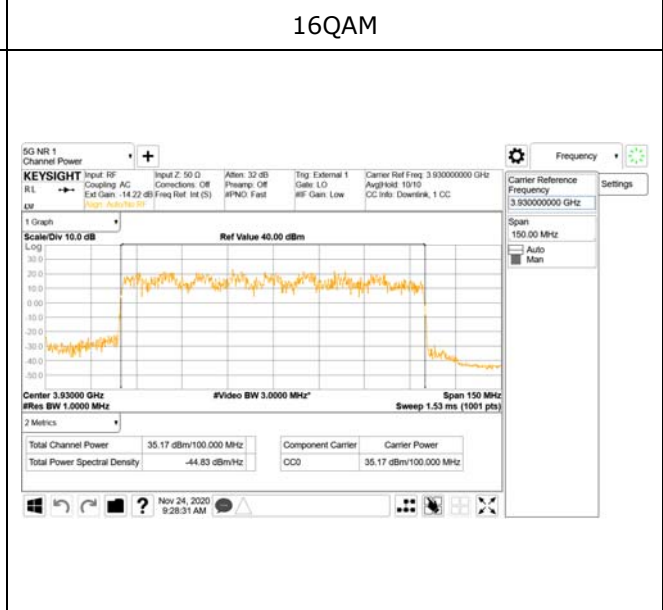 16QAM
5G NR 1
Channel Power
Frequency
KEYSIGHT
Input: RF
Input Z: 50 Ω
Atten: 32 dB
Trig: External 1
Carrier Ref Freq: 3.930000000 GHz
RL
Coupling: AC
Corrections: Off
Preamp: Off
Gate: LO
Avg|Hold: 10/10
Ext Gain: -14.22 dB
Freq Ref: Int (S)
#PNO: Fast
#IF Gain: Low
CC Info: Downlink, 1 CC
Align: Auto/No RF
Carrier Reference
Frequency
3.930000000 GHz
Settings
Span
150.00 MHz
Auto
Man
1 Graph
Scale/Div 10.0 dB
Ref Value 40.00 dBm
Log
30.0
20.0
10.0
0.00
-10.0
-20.0
-30.0
-40.0
-50.0
Center 3.93000 GHz
#Video BW 3.0000 MHz*
Span 150 MHz
#Res BW 1.0000 MHz
Sweep 1.53 ms (1001 pts)
2 Metrics
Total Channel Power
35.17 dBm/100.000 MHz
Component Carrier
Carrier Power
Total Power Spectral Density
-44.83 dBm/Hz
CC0
35.17 dBm/100.000 MHz
?
Nov 24, 2020
9:28:31 AM